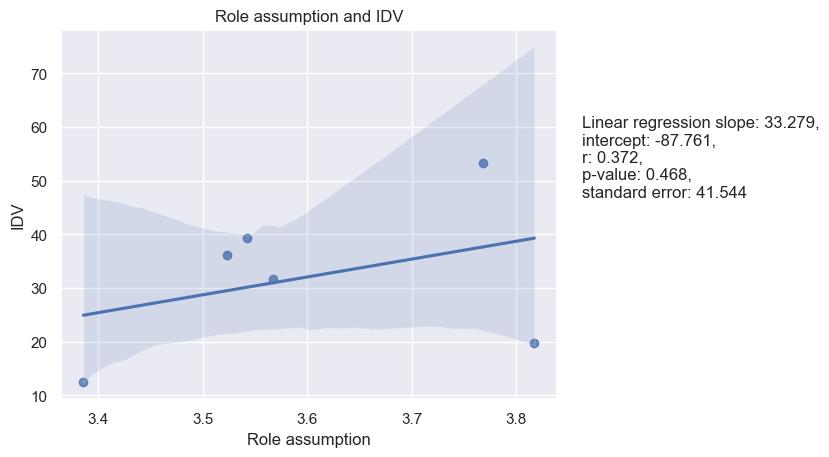 Role assumption and IDV
70
60
50
40
30
20
10
IDV
3.4
3.5
3.6
3.7
3.8
Role assumption
Linear regression slope: 33.279,
intercept: -87.761,
r: 0.372,
p-value: 0.468,
standard error: 41.544